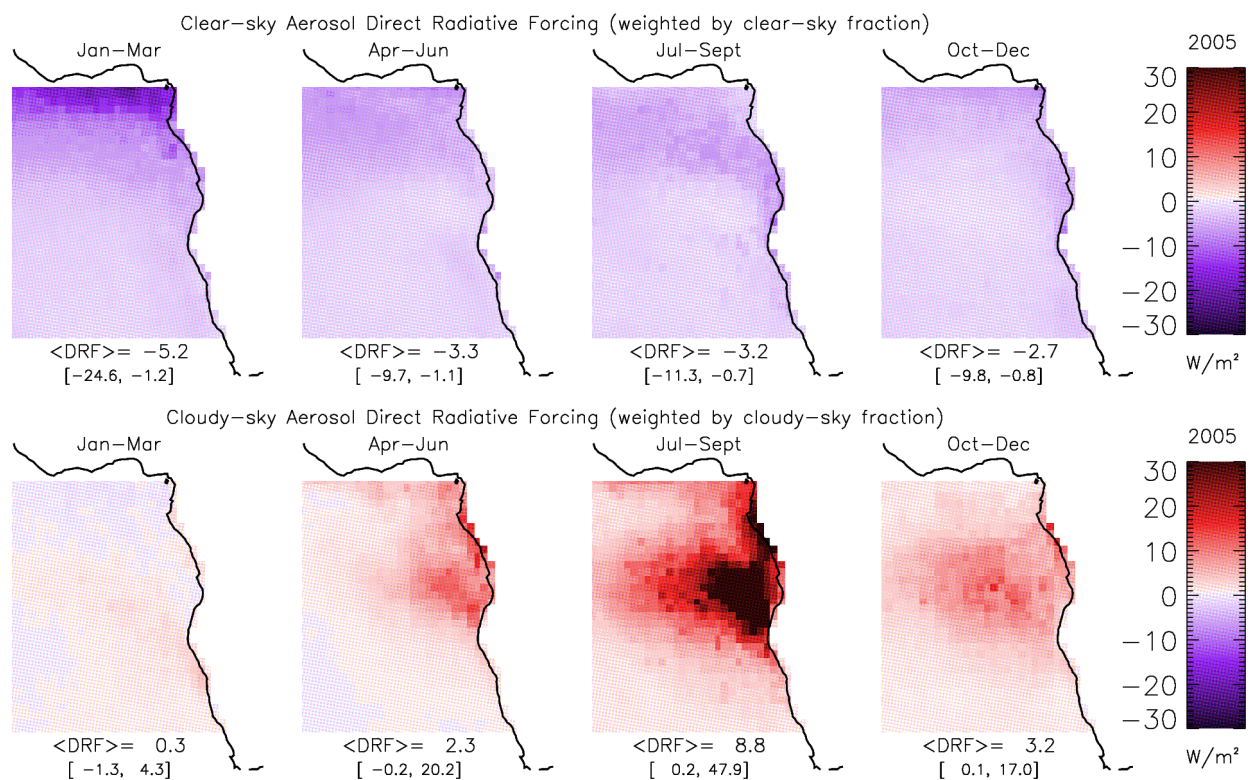 Clear-sky Aerosol Direct Radiative Forcing (weighted by clear-sky fraction)
Jan-Mar Apr-Jun Jul-Sept Oct-Dec 2005
30
20
10
0
-10
-20
-30
W/m²
<DRF>= -5.2 <DRF>= -3.3 <DRF>= -3.2 <DRF>= -2.7
[-24.6, -1.2] [ -9.7, -1.1] [-11.3, -0.7] [ -9.8, -0.8]
Cloudy-sky Aerosol Direct Radiative Forcing (weighted by cloudy-sky fraction)
Jan-Mar Apr-Jun Jul-Sept Oct-Dec 2005
30
20
10
0
-10
-20
-30
W/m²
<DRF>= 0.3 <DRF>= 2.3 <DRF>= 8.8 <DRF>= 3.2
[ -1.3, 4.3] [ -0.2, 20.2] [ 0.2, 47.9] [ 0.1, 17.0]